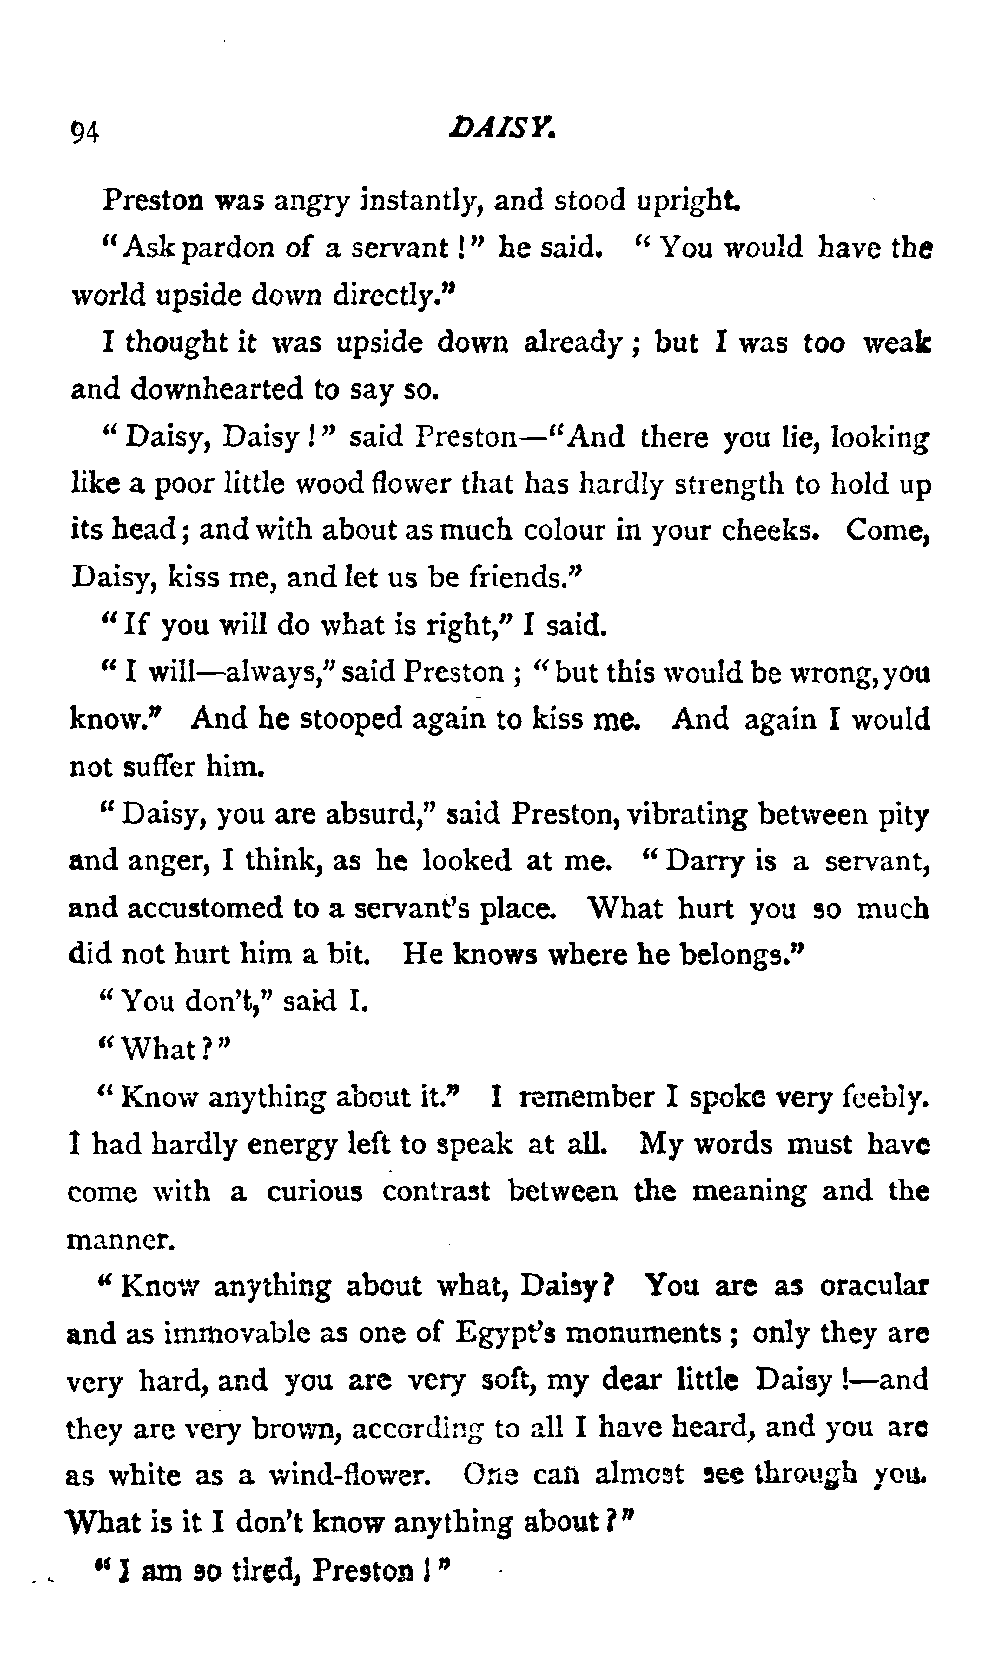 94 DAISY.
Preston was angry instantly, and stood upright.
"Ask pardon of a servant!" he said. "You would have the
world upside down directly."
I thought it was upside down already; but I was too weak
and downhearted to say so.
"Daisy, Daisy!" said Preston—"And there you lie, looking
like a poor little wood flower that has hardly strength to hold up
its head; and with about as much colour in your cheeks. Come,
Daisy, kiss me, and let us be friends."
"If you will do what is right," I said.
"I will—always," said Preston; "but this would be wrong, you
know." And he stooped again to kiss me. And again I would
not suffer him.
"Daisy, you are absurd," said Preston, vibrating between pity
and anger, I think, as he looked at me. "Darry is a servant,
and accustomed to a servant's place. What hurt you so much
did not hurt him a bit. He knows where he belongs."
"You don't," said I.
"What?"
"Know anything about it." I remember I spoke very feebly.
I had hardly energy left to speak at all. My words must have
come with a curious contrast between the meaning and the
manner.
"Know anything about what, Daisy? You are as oracular
and as immovable as one of Egypt's monuments; only they are
very hard, and you are very soft, my dear little Daisy!—and
they are very brown, according to all I have heard, and you are
as white as a wind-flower. One can almost see through you.
What is it I don't know anything about?"
"I am so tired, Preston!"